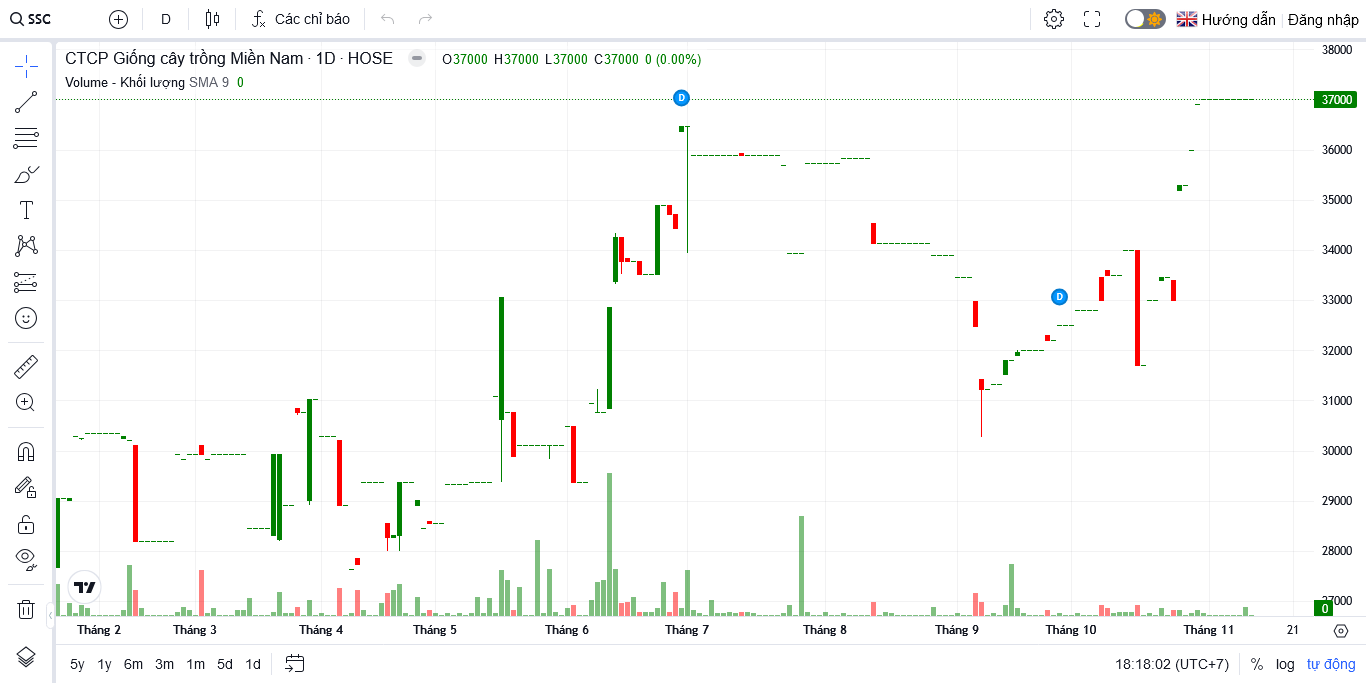 SSC D Các chỉ báo Hướng dẫn Đăng nhập
CTCP Giống cây trồng Miền Nam · 1D · HOSE O37000 H37000 L37000 C37000 0 (0.00%)
Volume - Khối lượng SMA 9 0
38000
D
37000
36000
35000
34000
D
33000
32000
31000
30000
29000
28000
27000
0
Tháng 2 Tháng 3 Tháng 4 Tháng 5 Tháng 6 Tháng 7 Tháng 8 Tháng 9 Tháng 10 Tháng 11 21
5y 1y 6m 3m 1m 5d 1d 18:18:02 (UTC+7) % log tự động